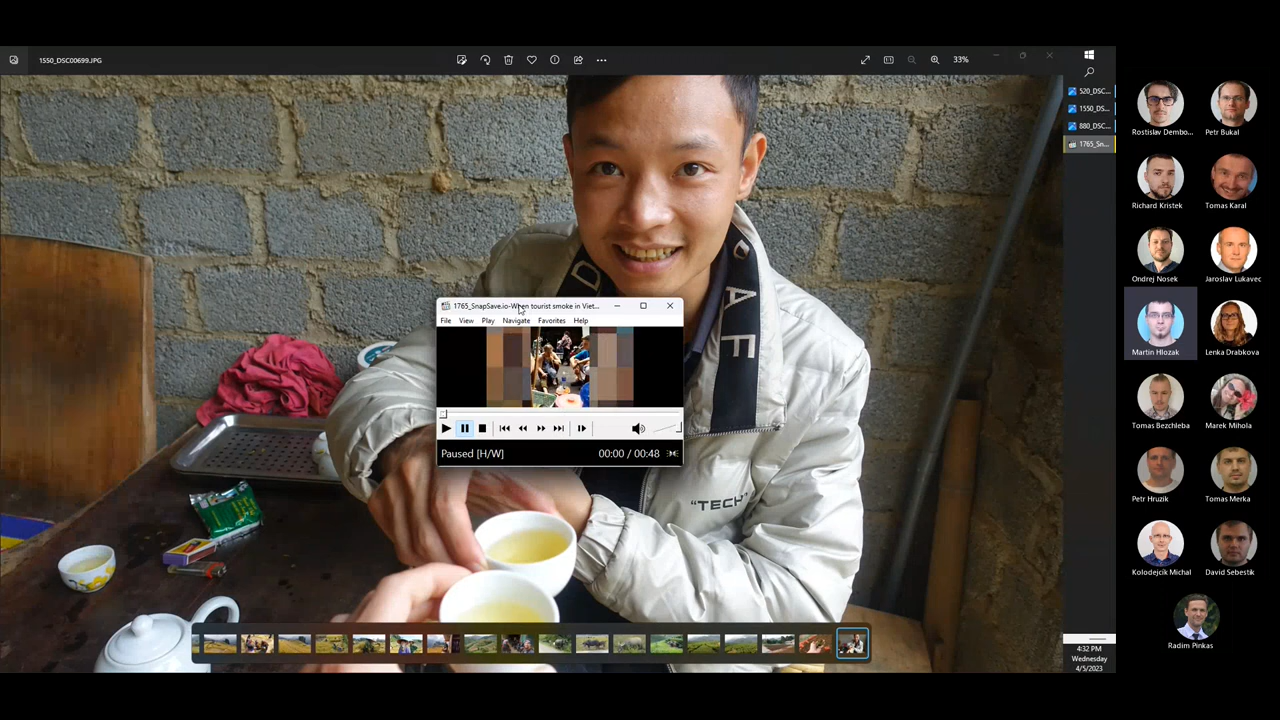 1550_DSC00699.JPG
33%
520_DSC...
1550_DS...
880_DSC...
1765_Sn...
D
DAF
"TECH"
1765_SnapSave.io-When tourist smoke in Viet...
File View Play Navigate Favorites Help
Paused [H/W] 00:00 / 00:48
4:32 PM
Wednesday
4/5/2023
Rostislav Dembo... Petr Bukal
Richard Kristek Tomas Karal
Ondrej Nosek Jaroslav Lukavec
Martin Hlozak Lenka Drabkova
Tomas Bezchleba Marek Mihola
Petr Hruzik Tomas Merka
Kolodejcík Michal David Sebestik
Radim Pinkas